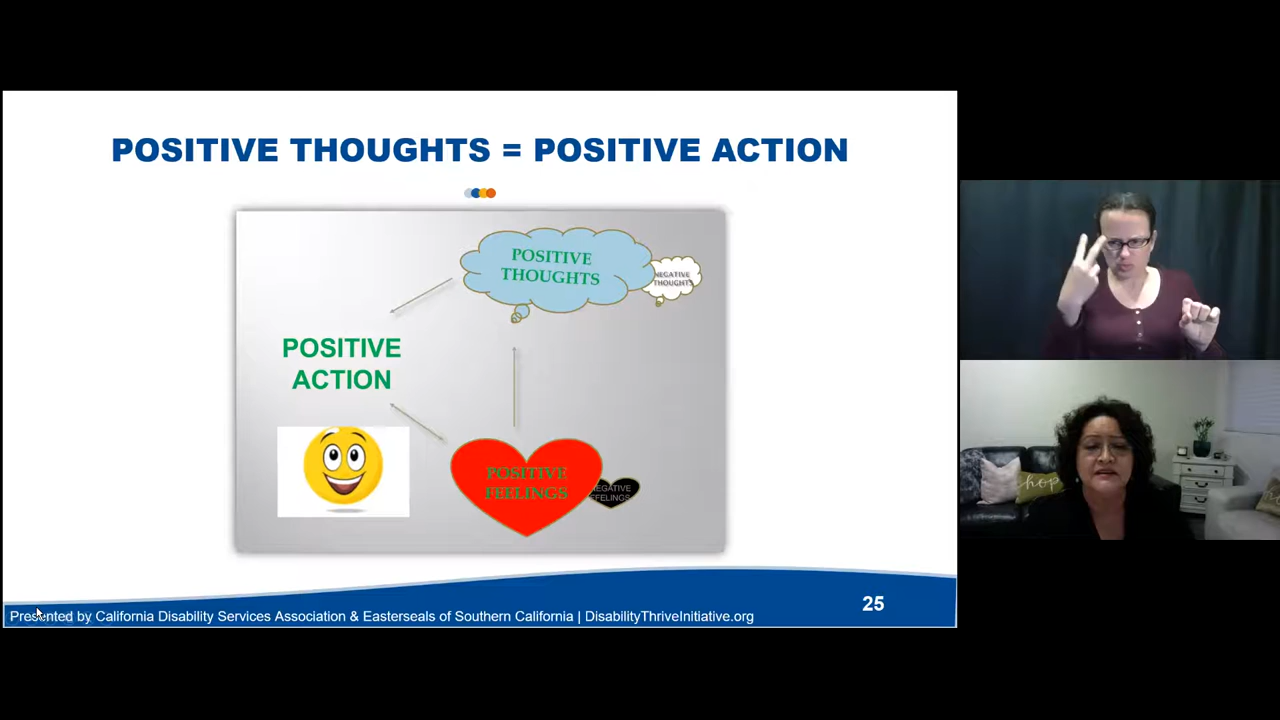 POSITIVE THOUGHTS = POSITIVE ACTION
POSITIVE
THOUGHTS
NEGATIVE
THOUGHTS
POSITIVE
ACTION
POSITIVE
FEELINGS
NEGATIVE
FEELINGS
hop
25
Presented by California Disability Services Association & Easterseals of Southern California | DisabilityThriveInitiative.org